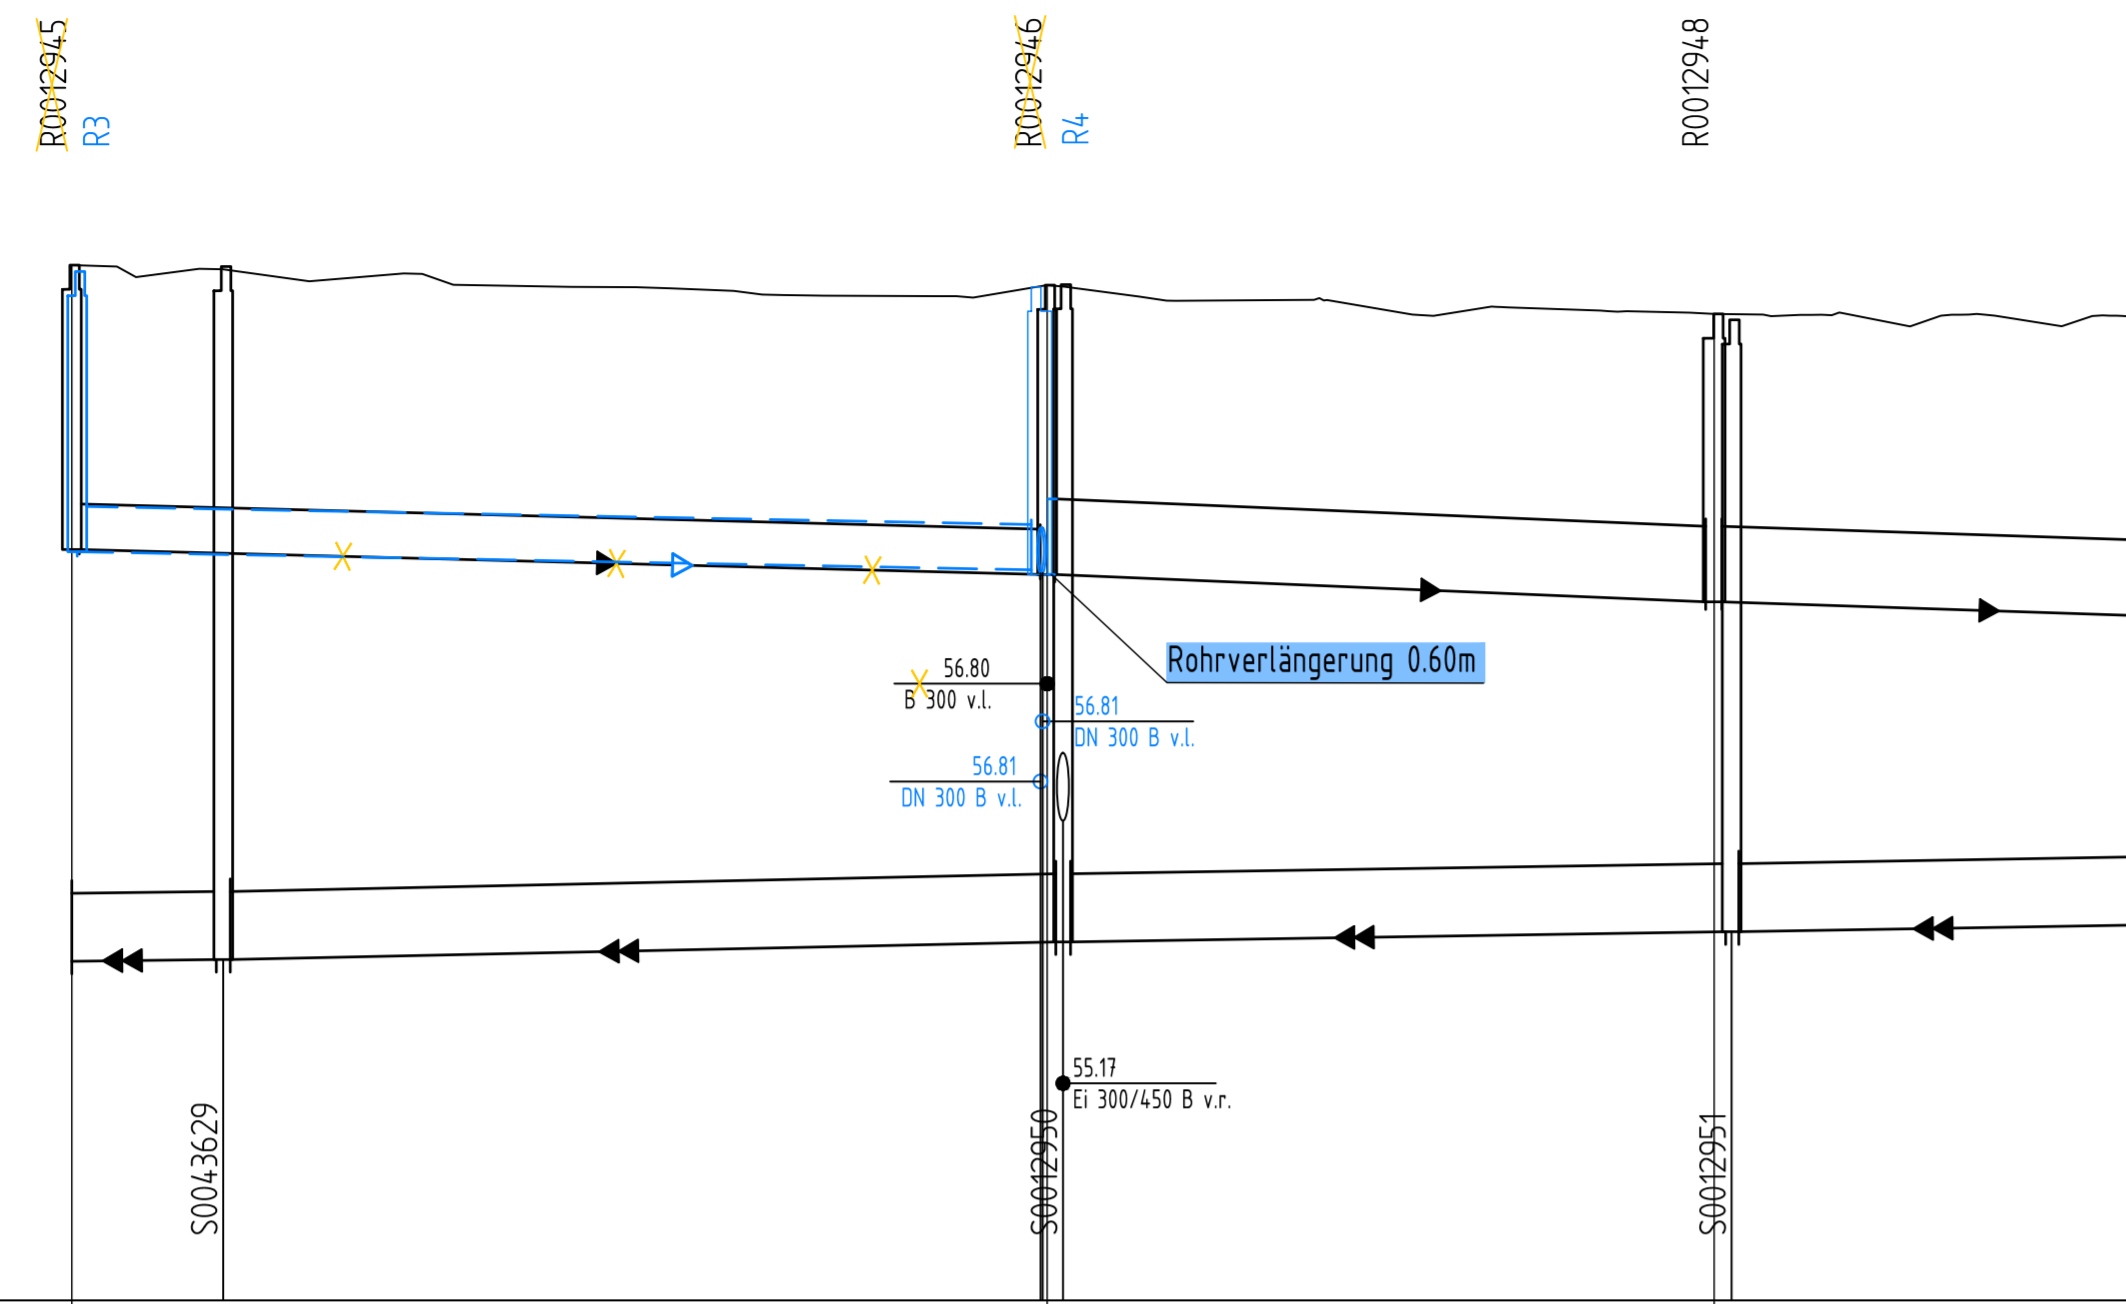 R0012945
R3
R0012946
R4
R0012948
Rohrverlängerung 0.60m
56.80
B 300 v.l.
56.81
DN 300 B v.l.
56.81
DN 300 B v.l.
55.17
Ei 300/450 B v.r.
S0043629
S0012950
S0012951